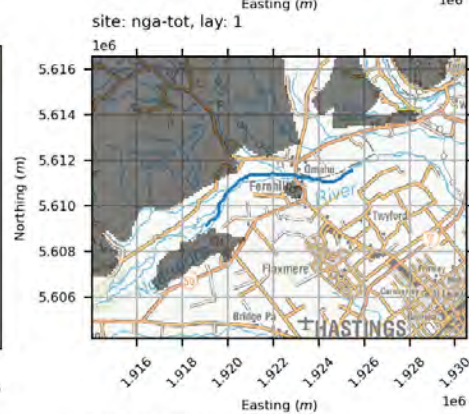 Easting (m)
1e6
site: nga-tot, lay: 1
1e6
5.616
5.614
5.612
5.610
5.608
5.606
Northing (m)
Omahu
Fernhill
River
Twyford
Flaxmere
Bridge Pa
HASTINGS
1.916
1.918
1.920
1.922
1.924
1.926
1.928
1.930
Easting (m)
1e6